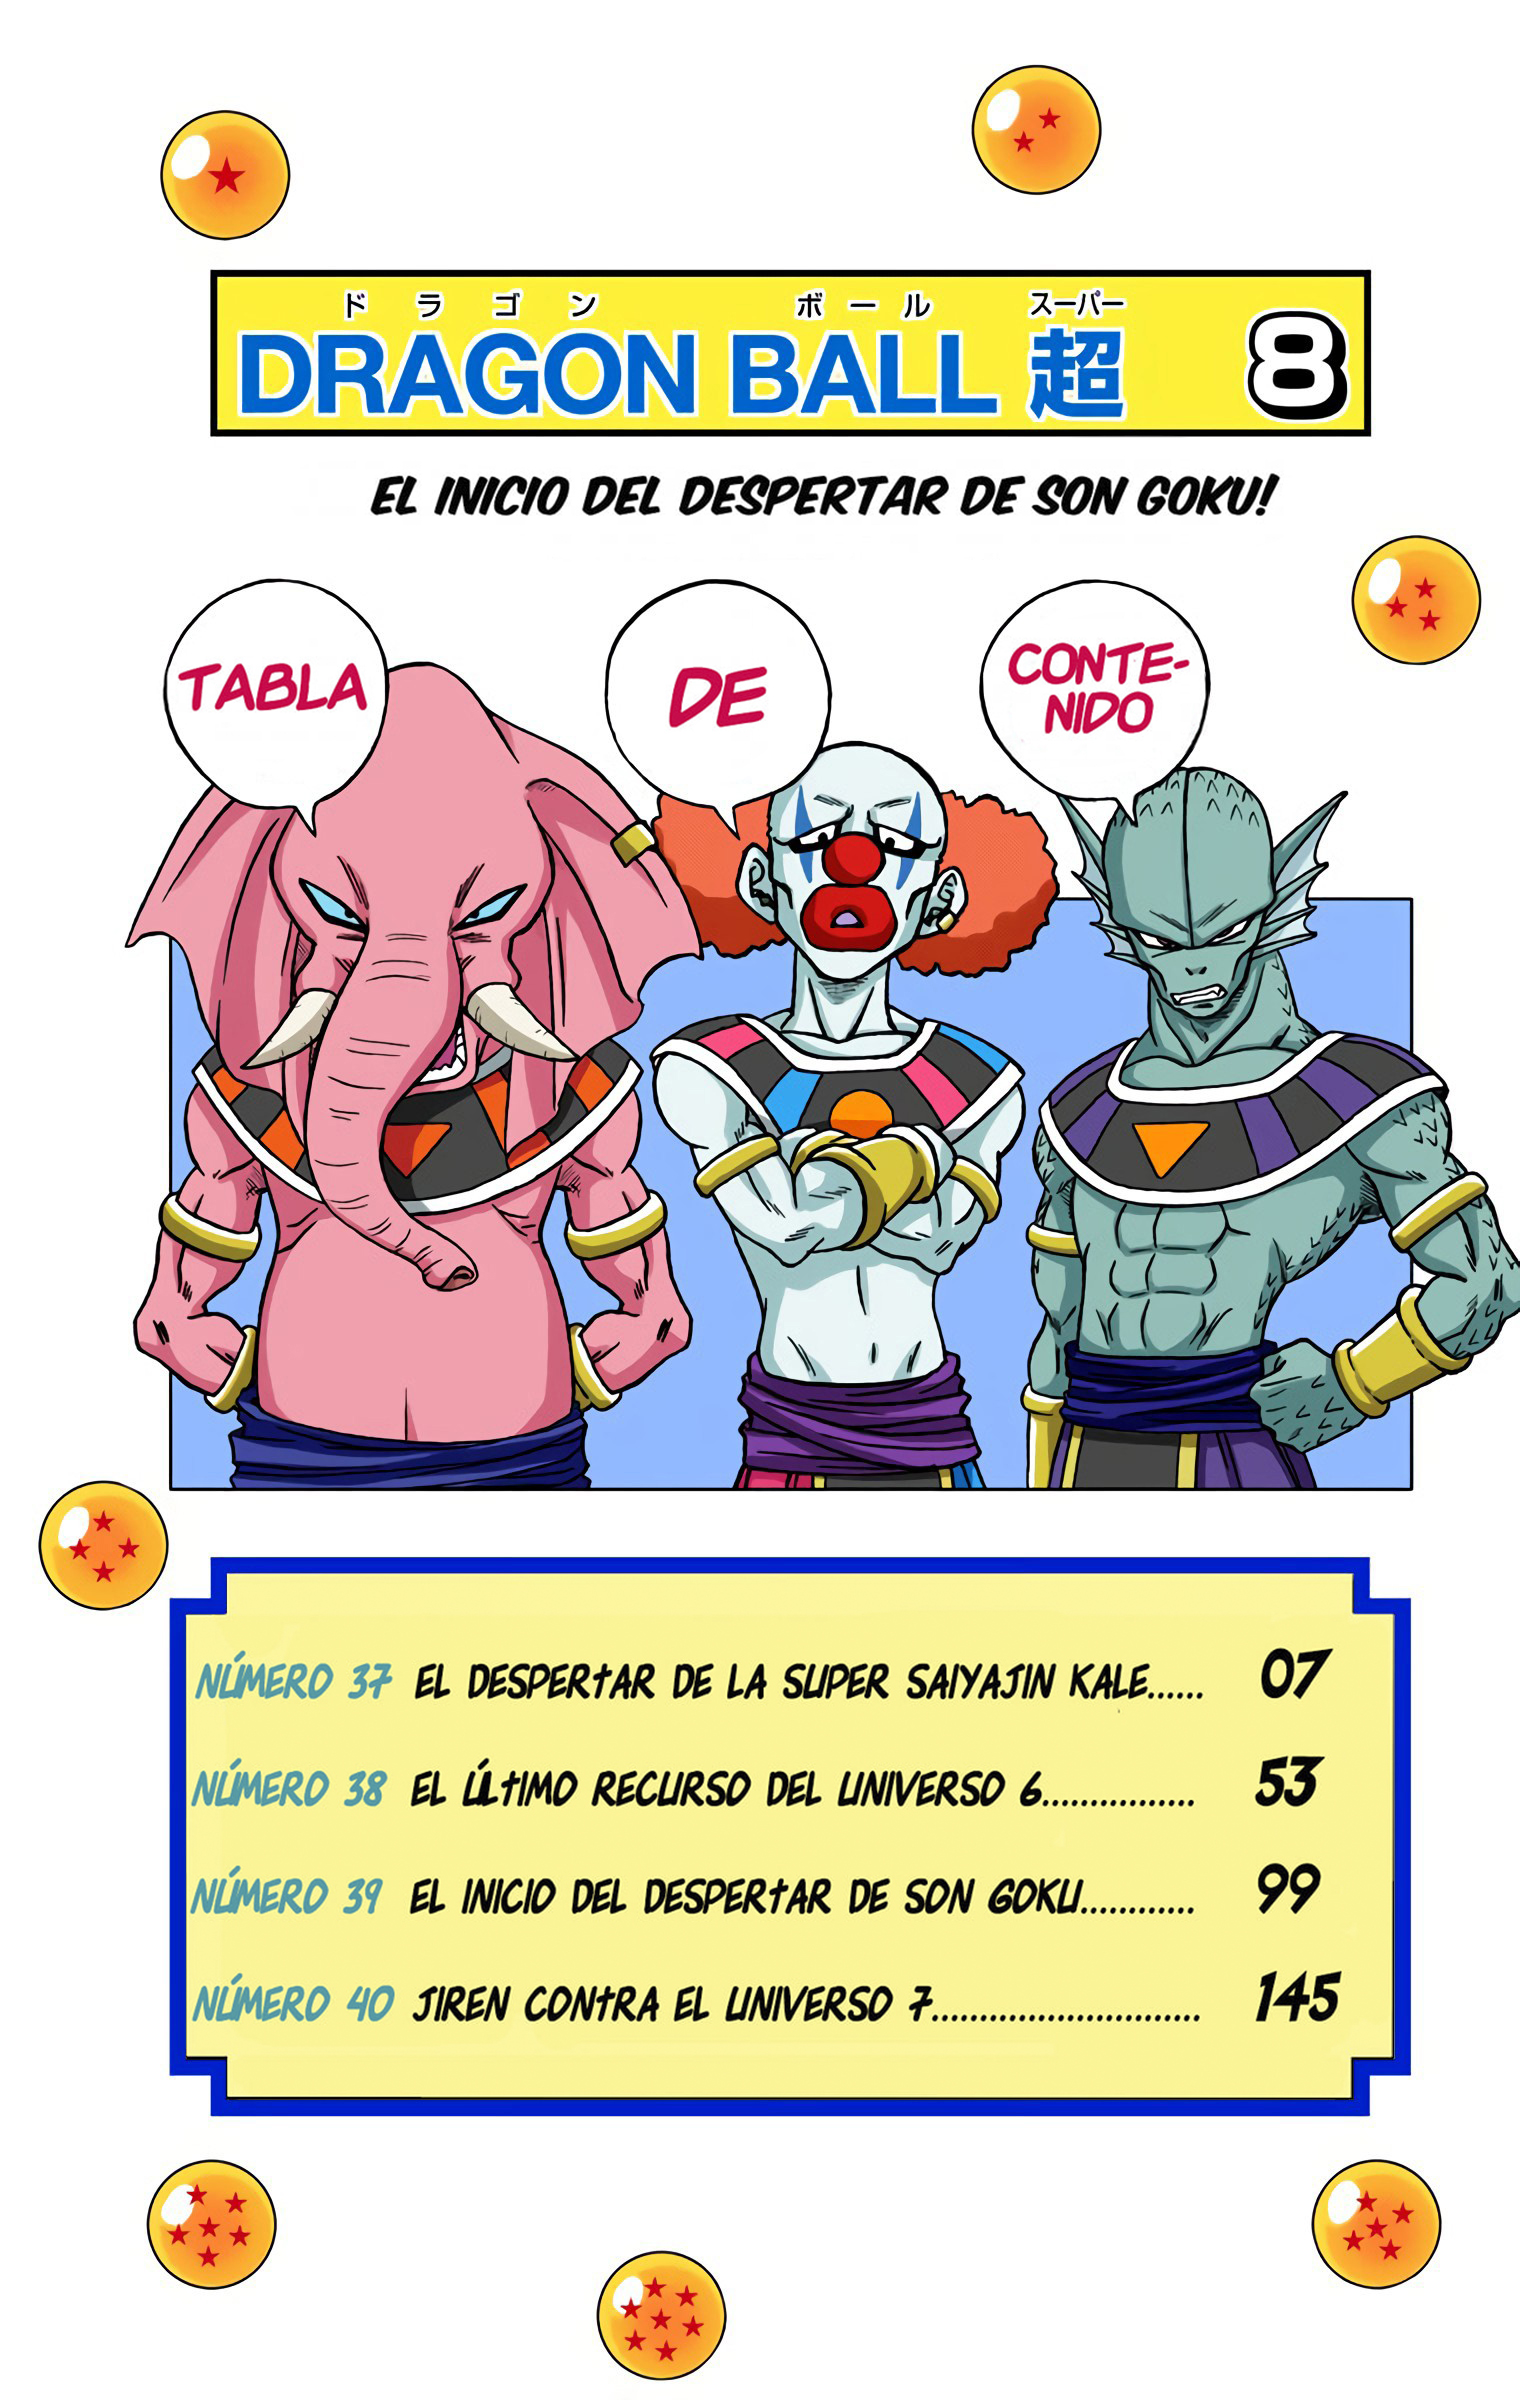 ドラゴン ボール スーパー
DRAGON BALL 超 8
EL INICIO DEL DESPERTAR DE SON GOKU!
TABLA
DE
CONTE-
NIDO
NÚMERO 37 EL DESPERTAR DE LA SUPER SAIYAJIN KALE...... 07
NÚMERO 38 EL ÚLTIMO RECURSO DEL UNIVERSO 6................ 53
NÚMERO 39 EL INICIO DEL DESPERTAR DE SON GOKU............ 99
NÚMERO 40 JIREN CONTRA EL UNIVERSO 7............................ 145